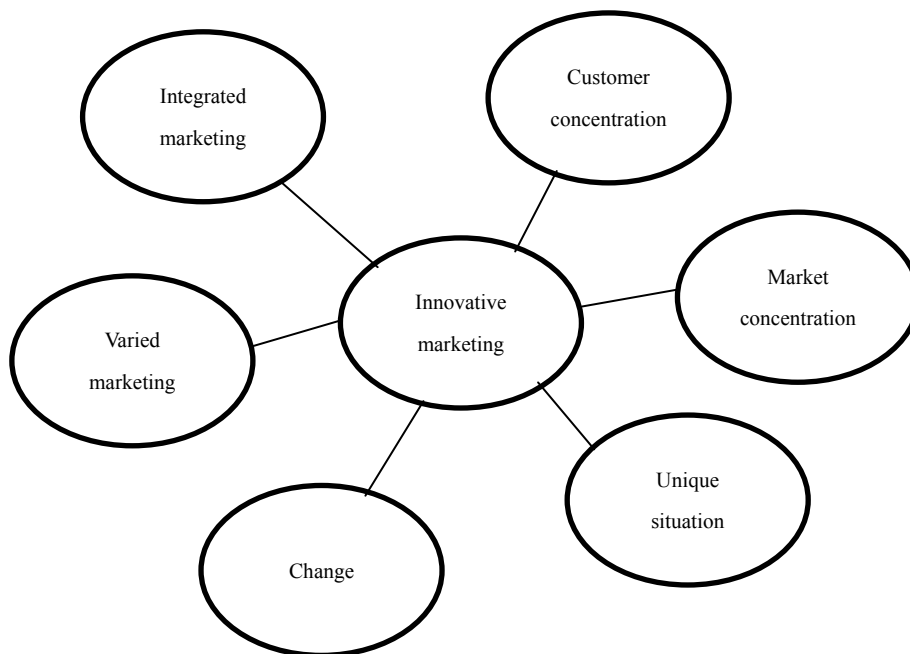 Integrated
marketing
Customer
concentration
Innovative
marketing
Market
concentration
Varied
marketing
Unique
situation
Change